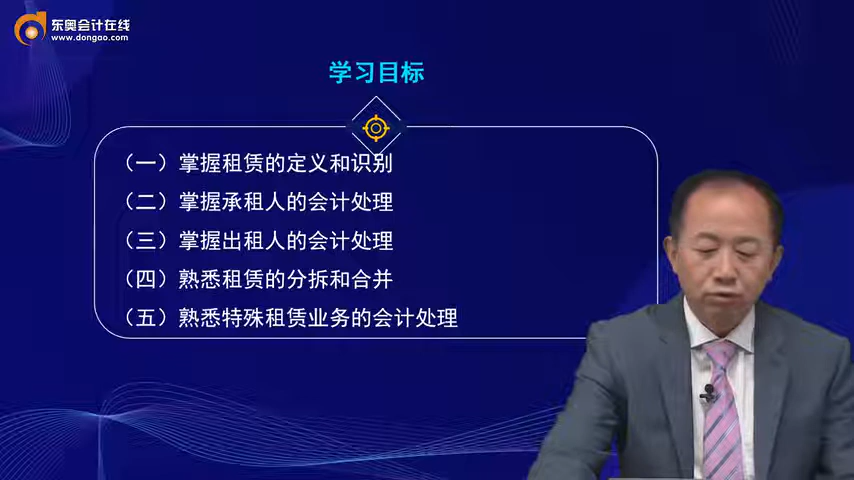 东奥会计在线
www.dongao.com
学习目标
（一）掌握租赁的定义和识别
（二）掌握承租人的会计处理
（三）掌握出租人的会计处理
（四）熟悉租赁的分拆和合并
（五）熟悉特殊租赁业务的会计处理